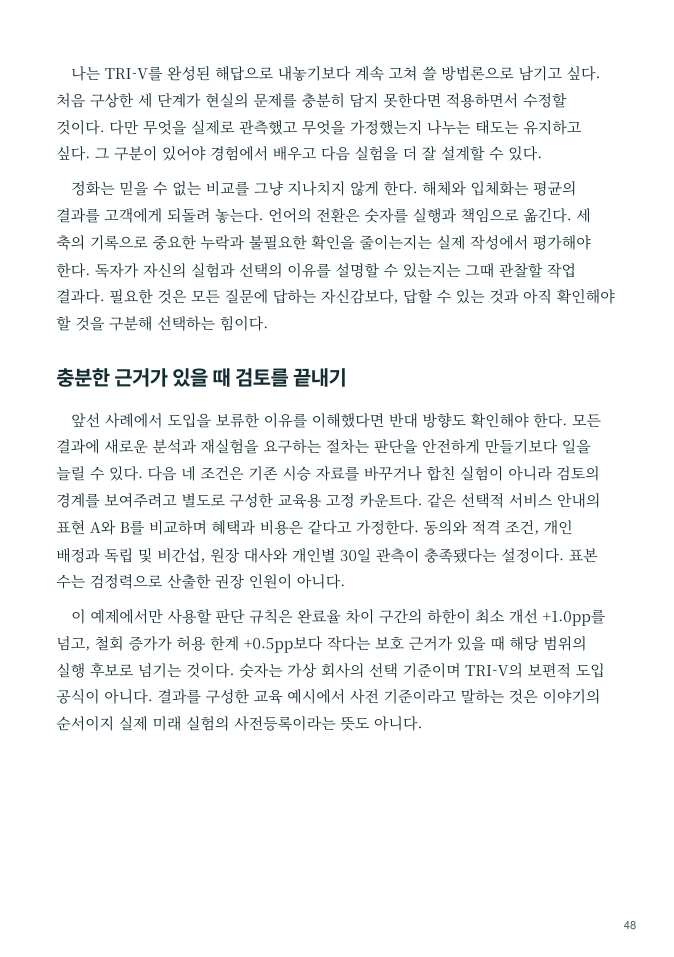 나는 TRI-V를 완성된 해답으로 내놓기보다 계속 고쳐 쓸 방법론으로 남기고 싶다.
처음 구상한 세 단계가 현실의 문제를 충분히 담지 못한다면 적용하면서 수정할
것이다. 다만 무엇을 실제로 관측했고 무엇을 가정했는지 나누는 태도는 유지하고
싶다. 그 구분이 있어야 경험에서 배우고 다음 실험을 더 잘 설계할 수 있다.
정화는 믿을 수 없는 비교를 그냥 지나치지 않게 한다. 해체와 입체화는 평균의
결과를 고객에게 되돌려 놓는다. 언어의 전환은 숫자를 실행과 책임으로 옮긴다. 세
축의 기록으로 중요한 누락과 불필요한 확인을 줄이는지는 실제 작성에서 평가해야
한다. 독자가 자신의 실험과 선택의 이유를 설명할 수 있는지는 그때 관찰할 작업
결과다. 필요한 것은 모든 질문에 답하는 자신감보다, 답할 수 있는 것과 아직 확인해야
할 것을 구분해 선택하는 힘이다.
충분한 근거가 있을 때 검토를 끝내기
앞선 사례에서 도입을 보류한 이유를 이해했다면 반대 방향도 확인해야 한다. 모든
결과에 새로운 분석과 재실험을 요구하는 절차는 판단을 안전하게 만들기보다 일을
늘릴 수 있다. 다음 네 조건은 기존 시승 자료를 바꾸거나 합친 실험이 아니라 검토의
경계를 보여주려고 별도로 구성한 교육용 고정 카운트다. 같은 선택적 서비스 안내의
표현 A와 B를 비교하며 혜택과 비용은 같다고 가정한다. 동의와 적격 조건, 개인
배정과 독립 및 비간섭, 원장 대사와 개인별 30일 관측이 충족됐다는 설정이다. 표본
수는 검정력으로 산출한 권장 인원이 아니다.
이 예제에서만 사용할 판단 규칙은 완료율 차이 구간의 하한이 최소 개선 +1.0pp를
넘고, 철회 증가가 허용 한계 +0.5pp보다 작다는 보호 근거가 있을 때 해당 범위의
실행 후보로 넘기는 것이다. 숫자는 가상 회사의 선택 기준이며 TRI-V의 보편적 도입
공식이 아니다. 결과를 구성한 교육 예시에서 사전 기준이라고 말하는 것은 이야기의
순서이지 실제 미래 실험의 사전등록이라는 뜻도 아니다.
48